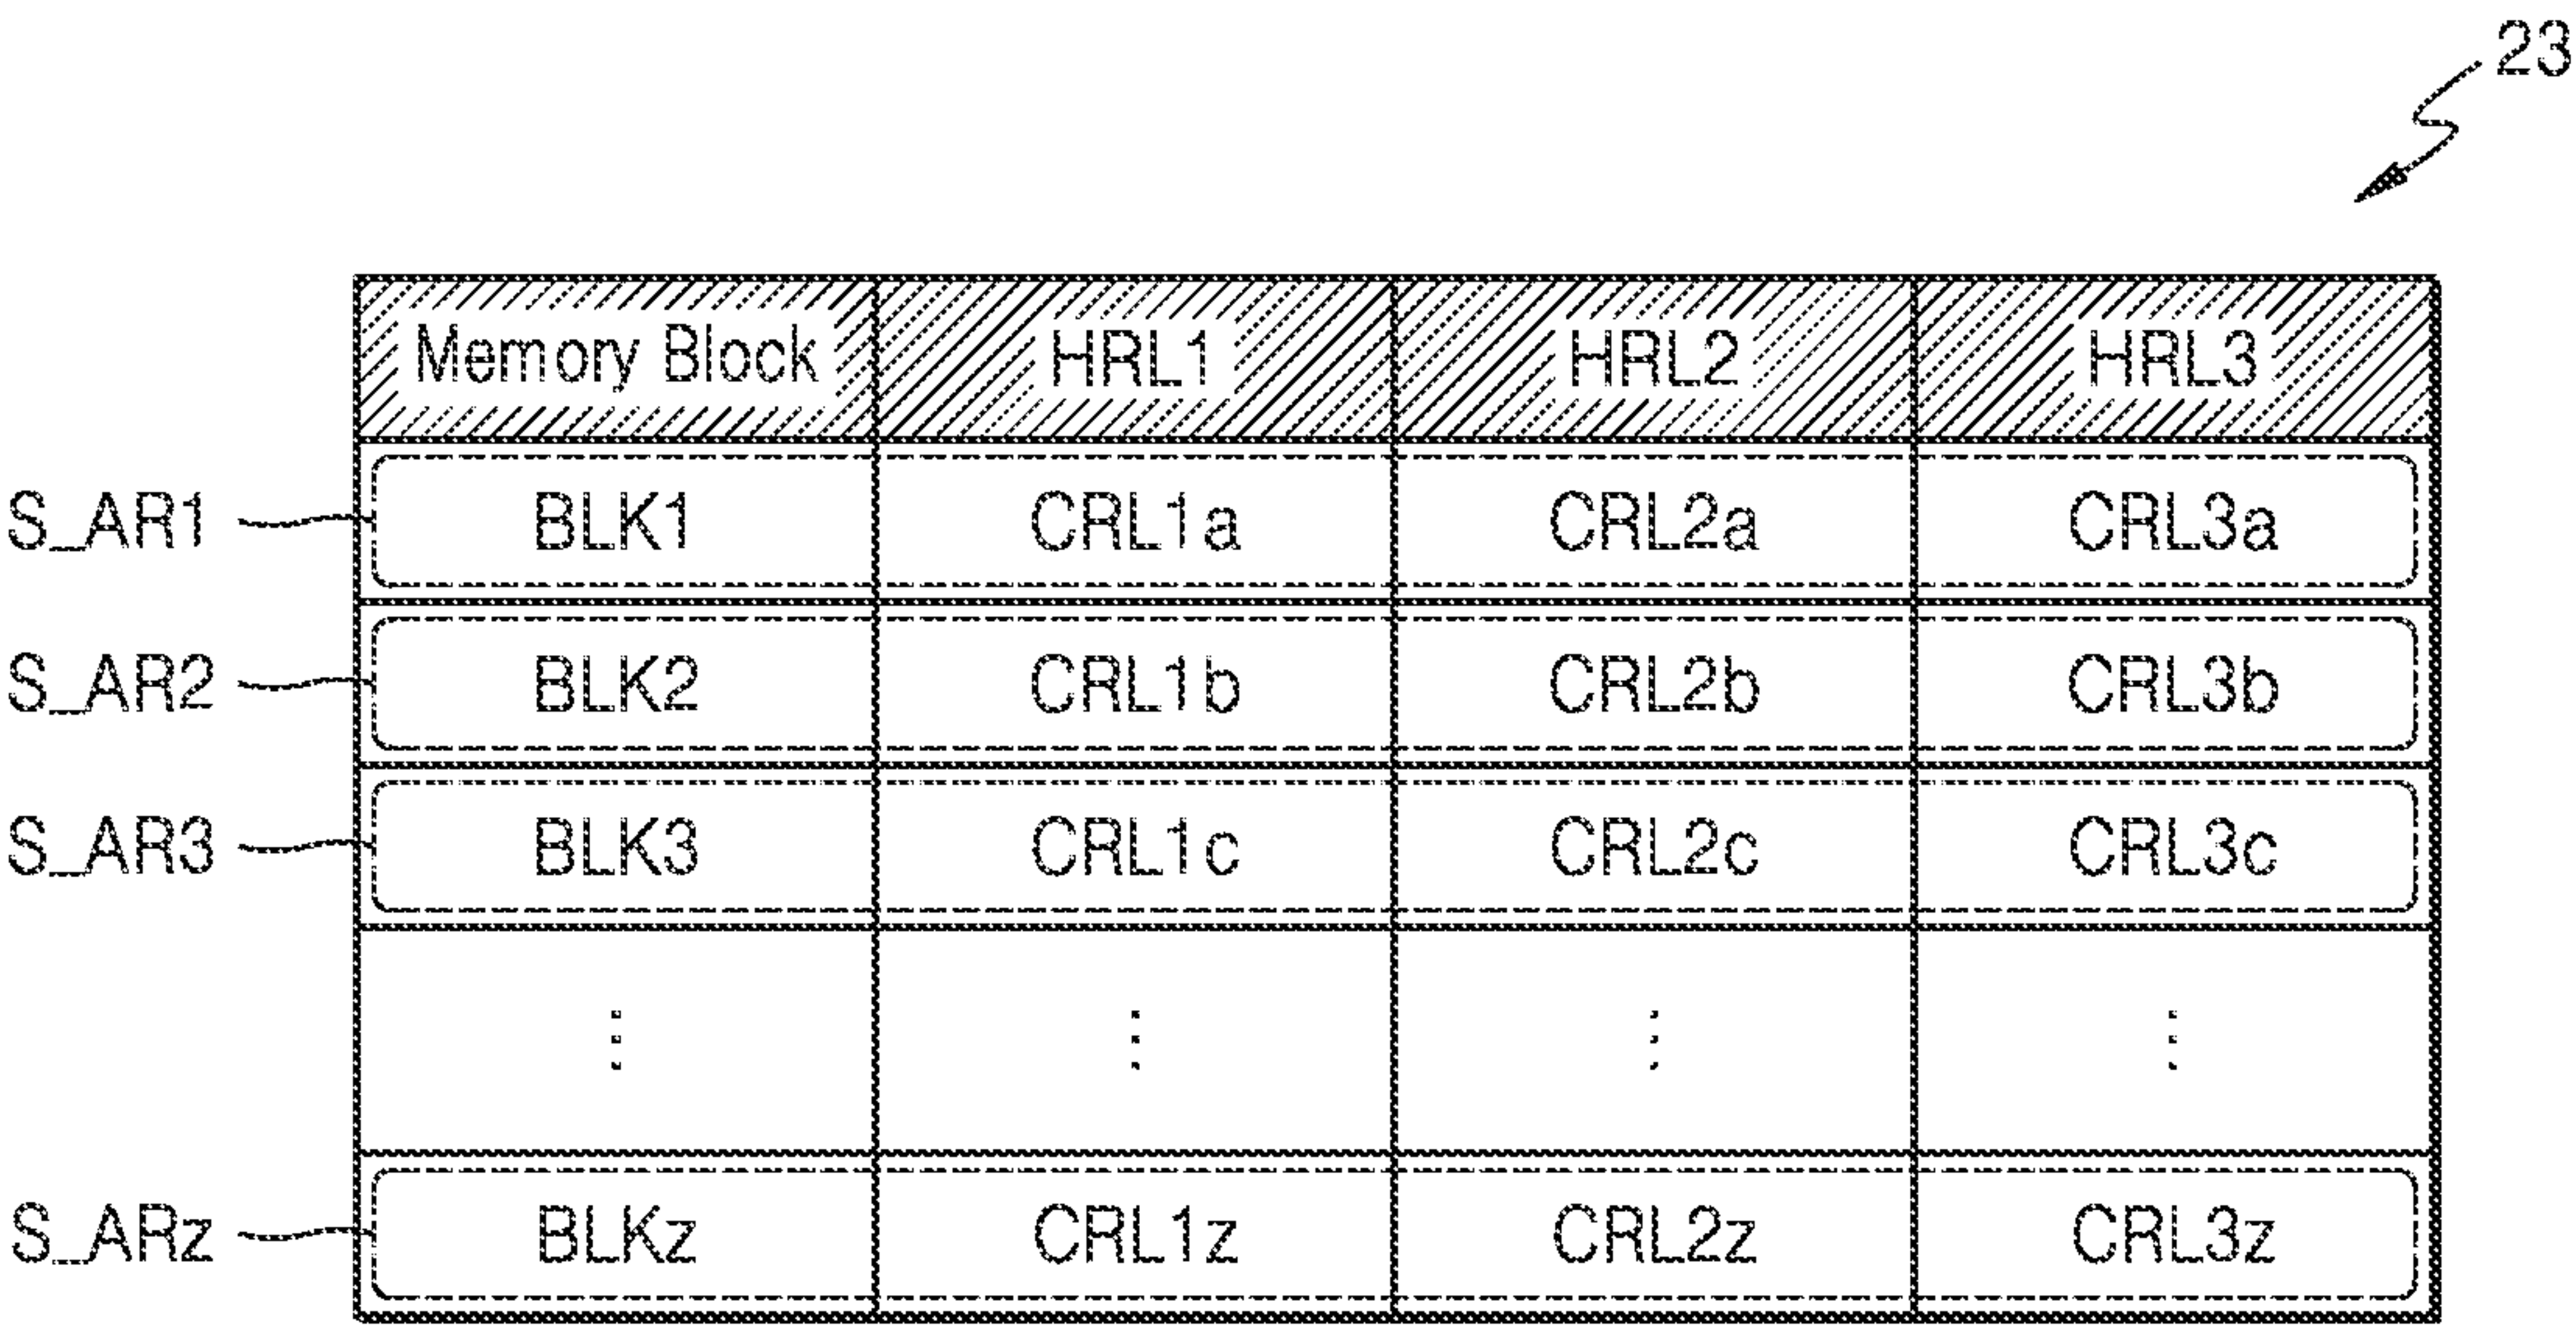 23
Memory Block HRL1 HRL2 HRL3
S_AR1 BLK1 CRL1a CRL2a CRL3a
S_AR2 BLK2 CRL1b CRL2b CRL3b
S_AR3 BLK3 CRL1c CRL2c CRL3c
⋮ ⋮ ⋮ ⋮
S_ARz BLKz CRL1z CRL2z CRL3z